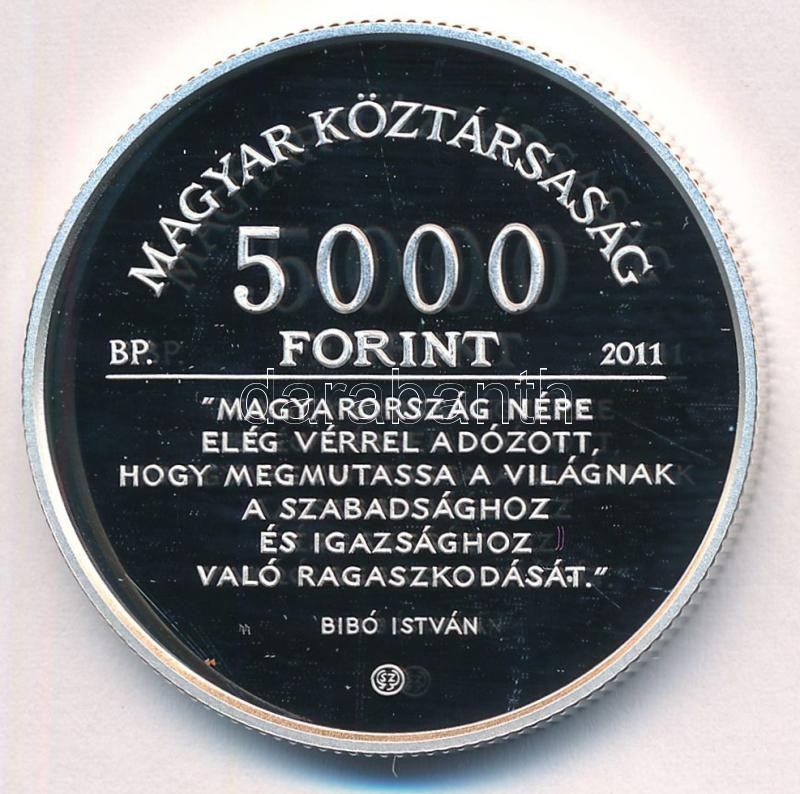 MAGYAR KÖZTÁRSASÁG
5000
FORINT
BP. 2011
darabanth
"MAGYARORSZÁG NÉPE
ELÉG VÉRREL ADÓZOTT,
HOGY MEGMUTASSA A VILÁGNAK
A SZABADSÁGHOZ
ÉS IGAZSÁGHOZ
VALÓ RAGASZKODÁSÁT."
BIBÓ ISTVÁN